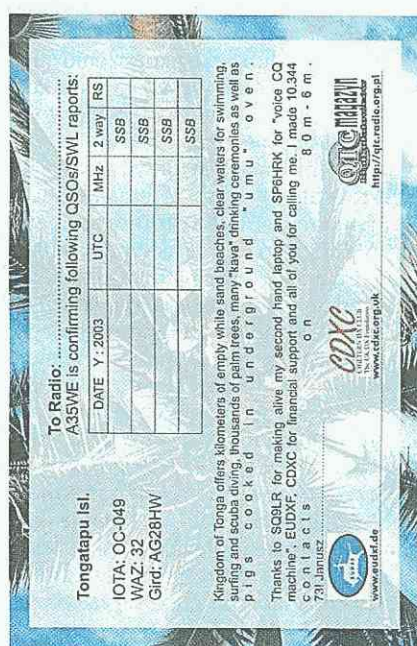 To Radio: ..........................................
A35WE is confirming following QSOs/SWL raports:
Tongatapu Isl.
IOTA: OC-049
WAZ: 32
Gird: AG28HW/
DATE Y : 2003 UTC MHz 2 way RS
SSB
SSB
SSB
SSB
Kingdom of Tonga offers kilometers of empty while sand beaches, clear waters for swimming,
surfing and scuba diving, thousands of palm trees, many "kava" drinking ceremonies as well as
pigs cooked in underground "umu" oven.
Thanks to SQ9LR for making alive my second hand laptop and SP6HRK for "voice CQ
machine", EUDXF, CDXC for financial support and all of you for calling me. I made 10.344
contacts on 80m-6m.
73! Janusz
www.eudxf.de
CDXC
www.cdxc.org.uk
QTC magazyn
http://qtc.radio.org.pl